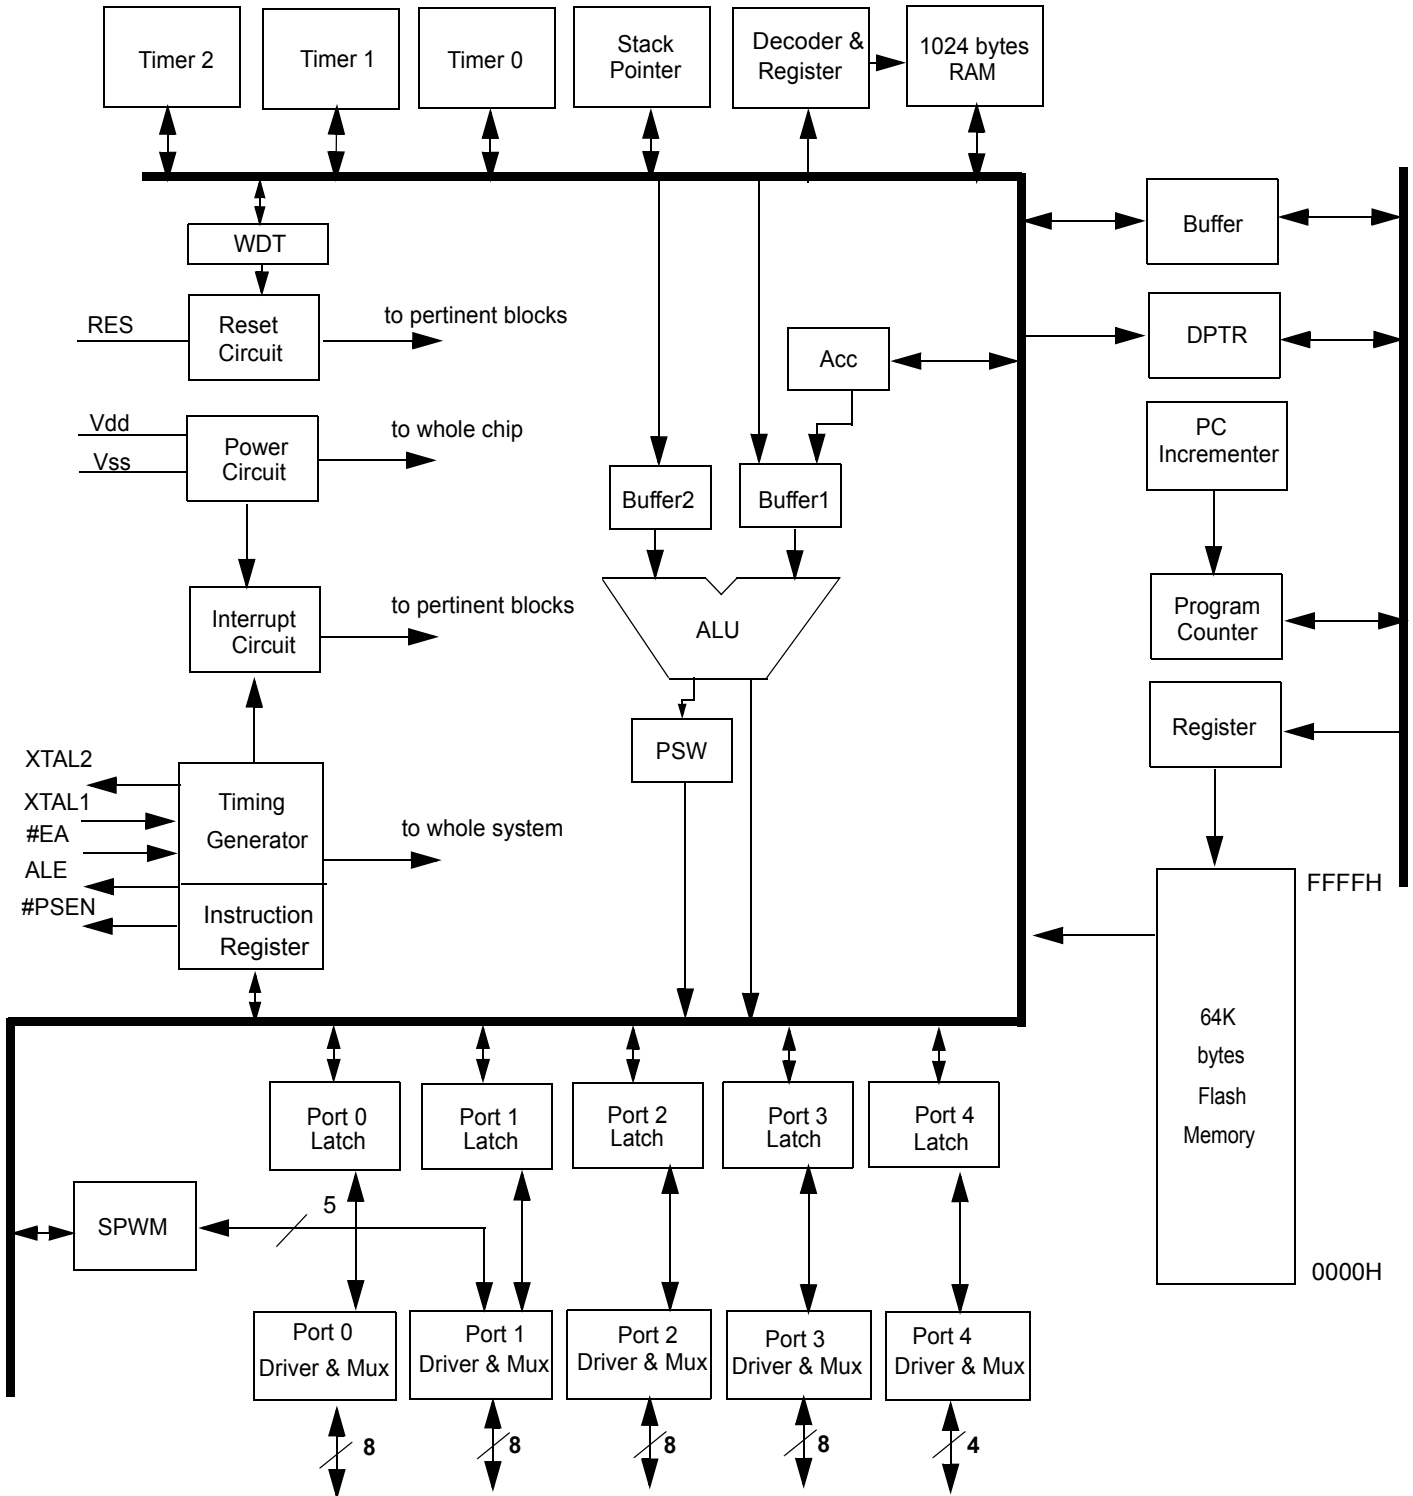 Timer 2
Timer 1
Timer 0
Stack
Pointer
Decoder &
Register
1024 bytes
RAM
WDT
Buffer
RES
Reset
Circuit
to pertinent blocks
DPTR
Acc
Vdd
Vss
Power
Circuit
to whole chip
PC
Incrementer
Buffer2
Buffer1
Interrupt
Circuit
to pertinent blocks
ALU
Program
Counter
PSW
Register
XTAL2
XTAL1
#EA
ALE
#PSEN
Timing
Generator
to whole system
Instruction
Register
FFFFH
64K
bytes
Flash
Memory
0000H
Port 0
Latch
Port 1
Latch
Port 2
Latch
Port 3
Latch
Port 4
Latch
SPWM
5
Port 0
Driver & Mux
Port 1
Driver & Mux
Port 2
Driver & Mux
Port 3
Driver & Mux
Port 4
Driver & Mux
8
8
8
8
4